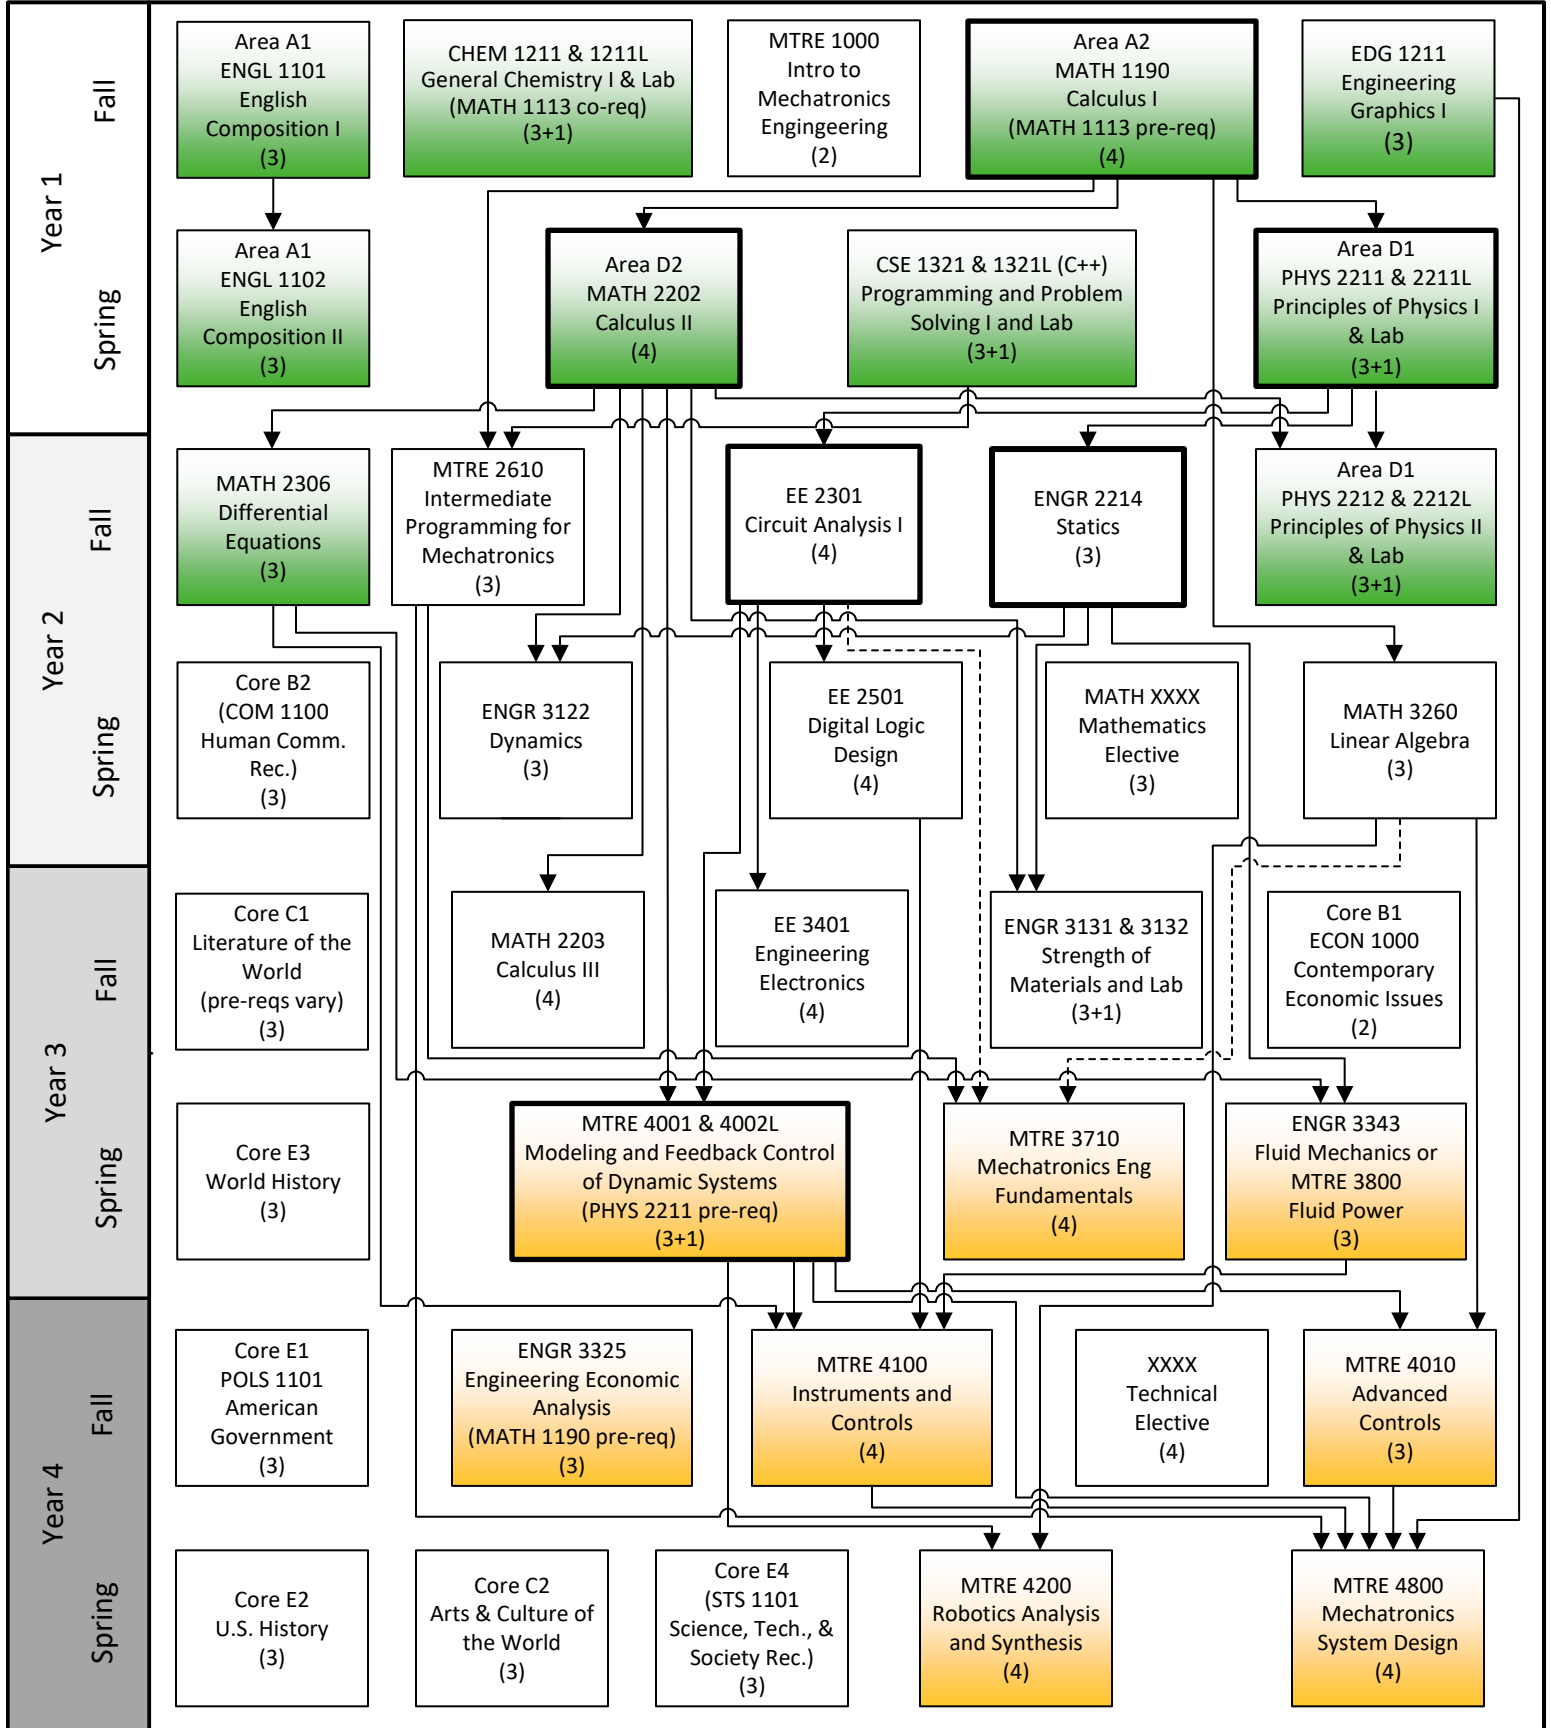 Year 1
Fall
Area A1
ENGL 1101
English
Composition I
(3)
CHEM 1211 & 1211L
General Chemistry I & Lab
(MATH 1113 co-req)
(3+1)
MTRE 1000
Intro to
Mechatronics
Engingeering
(2)
Area A2
MATH 1190
Calculus I
(MATH 1113 pre-req)
(4)
EDG 1211
Engineering
Graphics I
(3)
Spring
Area A1
ENGL 1102
English
Composition II
(3)
Area D2
MATH 2202
Calculus II
(4)
CSE 1321 & 1321L (C++)
Programming and Problem
Solving I and Lab
(3+1)
Area D1
PHYS 2211 & 2211L
Principles of Physics I
& Lab
(3+1)
Year 2
Fall
MATH 2306
Differential
Equations
(3)
MTRE 2610
Intermediate
Programming for
Mechatronics
(3)
EE 2301
Circuit Analysis I
(4)
ENGR 2214
Statics
(3)
Area D1
PHYS 2212 & 2212L
Principles of Physics II
& Lab
(3+1)
Spring
Core B2
(COM 1100
Human Comm.
Rec.)
(3)
ENGR 3122
Dynamics
(3)
EE 2501
Digital Logic
Design
(4)
MATH XXXX
Mathematics
Elective
(3)
MATH 3260
Linear Algebra
(3)
Year 3
Fall
Core C1
Literature of the
World
(pre-reqs vary)
(3)
MATH 2203
Calculus III
(4)
EE 3401
Engineering
Electronics
(4)
ENGR 3131 & 3132
Strength of
Materials and Lab
(3+1)
Core B1
ECON 1000
Contemporary
Economic Issues
(2)
Spring
Core E3
World History
(3)
MTRE 4001 & 4002L
Modeling and Feedback Control
of Dynamic Systems
(PHYS 2211 pre-req)
(3+1)
MTRE 3710
Mechatronics Eng
Fundamentals
(4)
ENGR 3343
Fluid Mechanics or
MTRE 3800
Fluid Power
(3)
Year 4
Fall
Core E1
POLS 1101
American
Government
(3)
ENGR 3325
Engineering Economic
Analysis
(MATH 1190 pre-req)
(3)
MTRE 4100
Instruments and
Controls
(4)
XXXX
Technical
Elective
(4)
MTRE 4010
Advanced
Controls
(3)
Spring
Core E2
U.S. History
(3)
Core C2
Arts & Culture of
the World
(3)
Core E4
(STS 1101
Science, Tech., &
Society Rec.)
(3)
MTRE 4200
Robotics Analysis
and Synthesis
(4)
MTRE 4800
Mechatronics
System Design
(4)